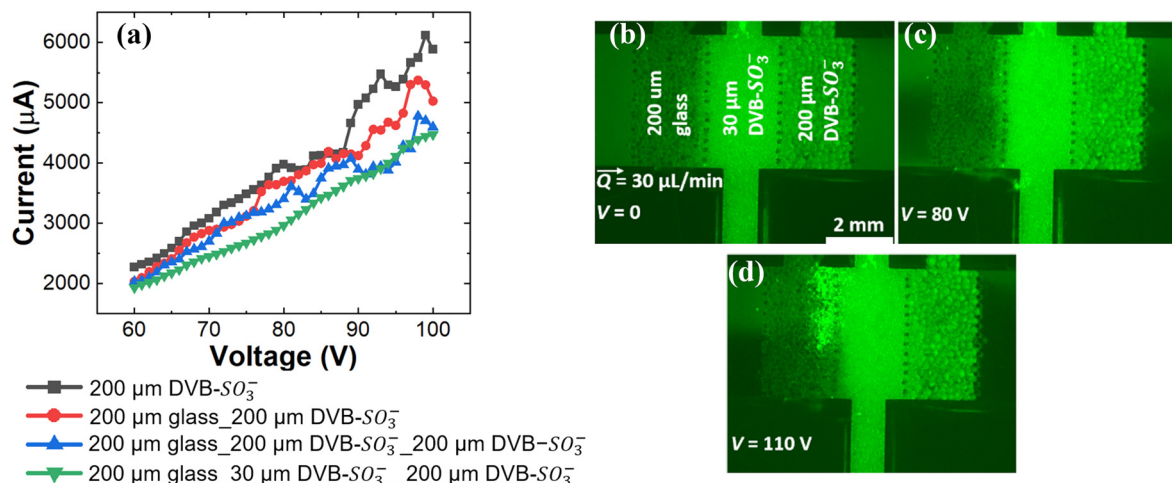 (a)
6000
5000
4000
3000
2000
Current (μA)
60 70 80 90 100
Voltage (V)
200 μm DVB-SO₃⁻
200 μm glass_200 μm DVB-SO₃⁻
200 μm glass_200 μm DVB-SO₃⁻_200 μm DVB−SO₃⁻
200 μm glass_30 μm DVB-SO₃⁻_200 μm DVB-SO₃⁻
(b)
200 um
glass
30 μm
DVB-SO₃⁻
200 μm
DVB-SO₃⁻
Q⃗ = 30 μL/min
V = 0
2 mm
(c)
V = 80 V
(d)
V = 110 V